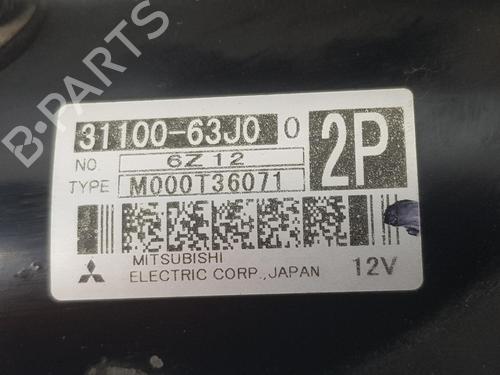 B-PARTS
31100-63J0 0 2P
NO. 6Z12
TYPE M000T36071
MITSUBISHI
ELECTRIC CORP., JAPAN 12V